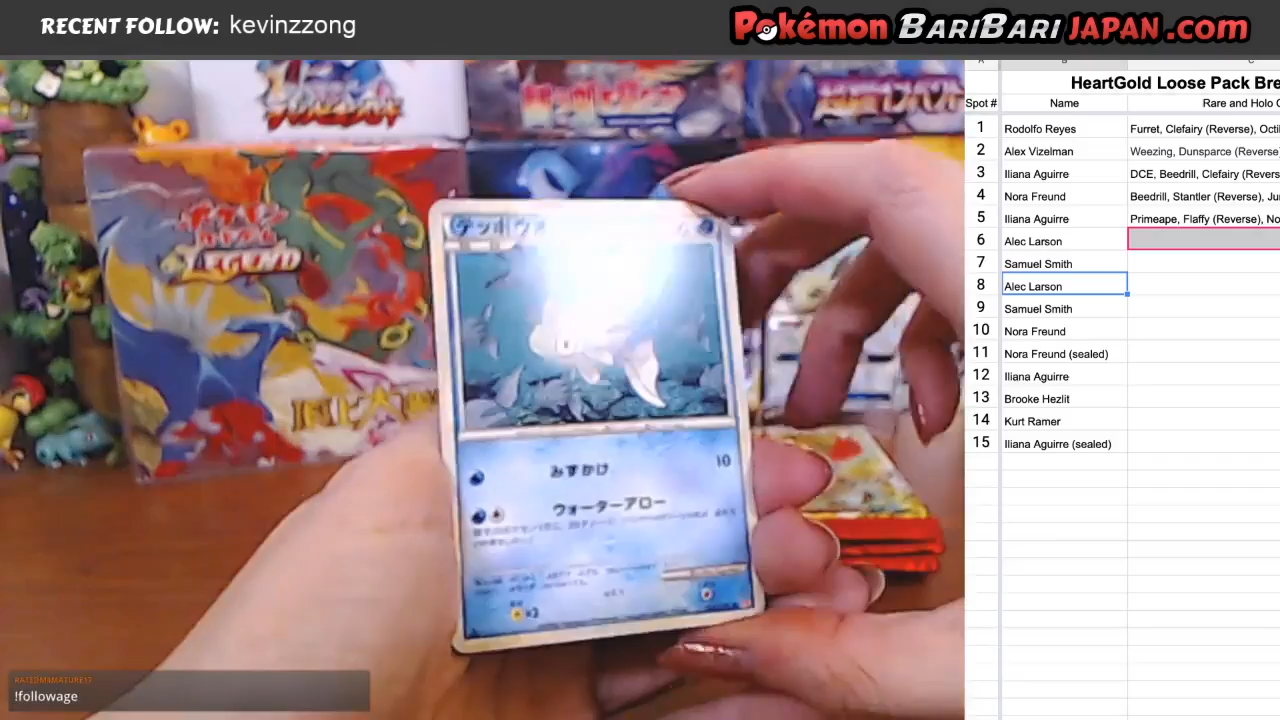 RECENT FOLLOW: kevinzzong
Pokémon BARIBARI JAPAN.com
LEGEND
みずかけ 10
ウォーターアロー
×2
RATEDM4MATURE17
!followage
HeartGold Loose Pack Bre
Spot # Name Rare and Holo
1 Rodolfo Reyes Furret, Clefairy (Reverse), Oct
2 Alex Vizelman Weezing, Dunsparce (Reverse
3 Iliana Aguirre DCE, Beedrill, Clefairy (Revers
4 Nora Freund Beedrill, Stantler (Reverse), Ju
5 Iliana Aguirre Primeape, Flaffy (Reverse), No
6 Alec Larson
7 Samuel Smith
8 Alec Larson
9 Samuel Smith
10 Nora Freund
11 Nora Freund (sealed)
12 Iliana Aguirre
13 Brooke Hezlit
14 Kurt Ramer
15 Iliana Aguirre (sealed)